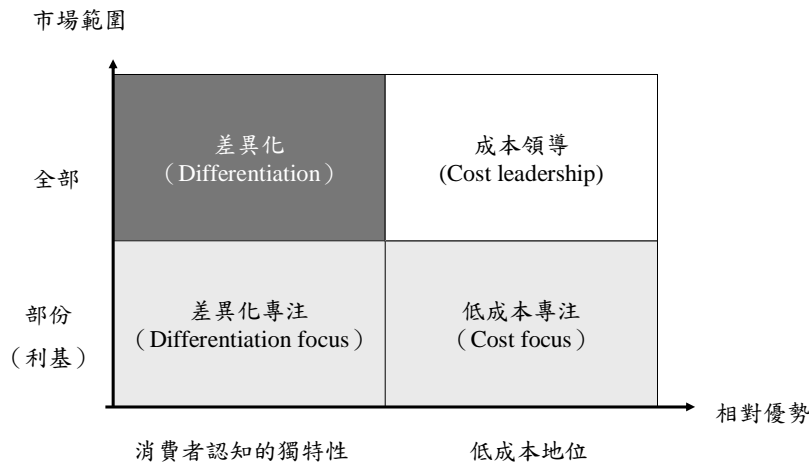 市場範圍
全部
差異化
（Differentiation）
成本領導
(Cost leadership)
部份
（利基）
差異化專注
（Differentiation focus）
低成本專注
（Cost focus）
相對優勢
消費者認知的獨特性
低成本地位